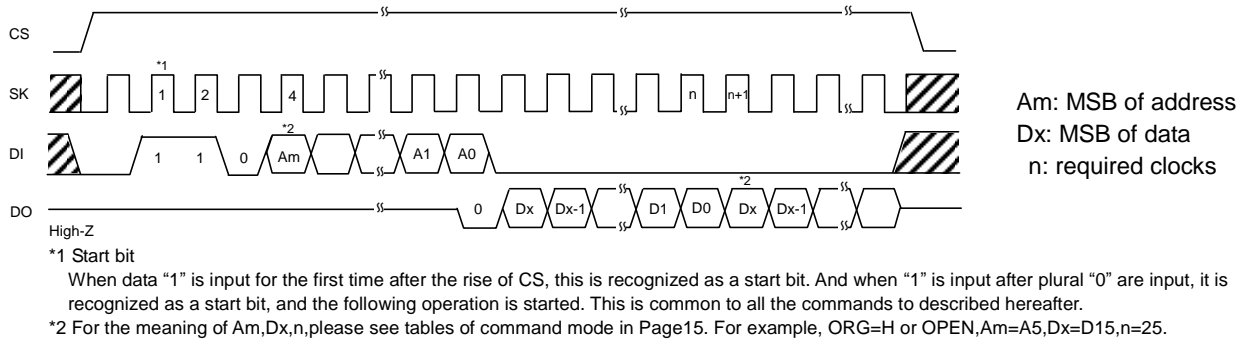 CS
*1
SK 1 2 4 n n+1
Am: MSB of address
*2
Dx: MSB of data
DI 1 1 0 Am A1 A0
n: required clocks
*2
DO 0 Dx Dx-1 D1 D0 Dx Dx-1
High-Z
*1 Start bit
When data “1” is input for the first time after the rise of CS, this is recognized as a start bit. And when “1” is input after plural “0” are input, it is
recognized as a start bit, and the following operation is started. This is common to all the commands to described hereafter.
*2 For the meaning of Am,Dx,n,please see tables of command mode in Page15. For example, ORG=H or OPEN,Am=A5,Dx=D15,n=25.